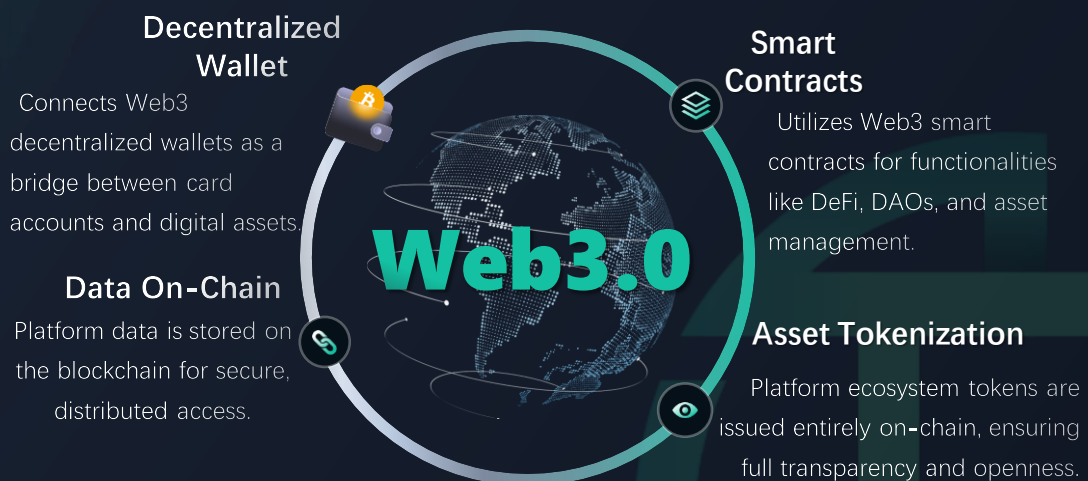 Decentralized
Wallet
Connects Web3
decentralized wallets as a
bridge between card
accounts and digital assets.
Data On-Chain
Platform data is stored on
the blockchain for secure,
distributed access.
Web3.0
Smart
Contracts
Utilizes Web3 smart
contracts for functionalities
like DeFi, DAOs, and asset
management.
Asset Tokenization
Platform ecosystem tokens are
issued entirely on-chain, ensuring
full transparency and openness.